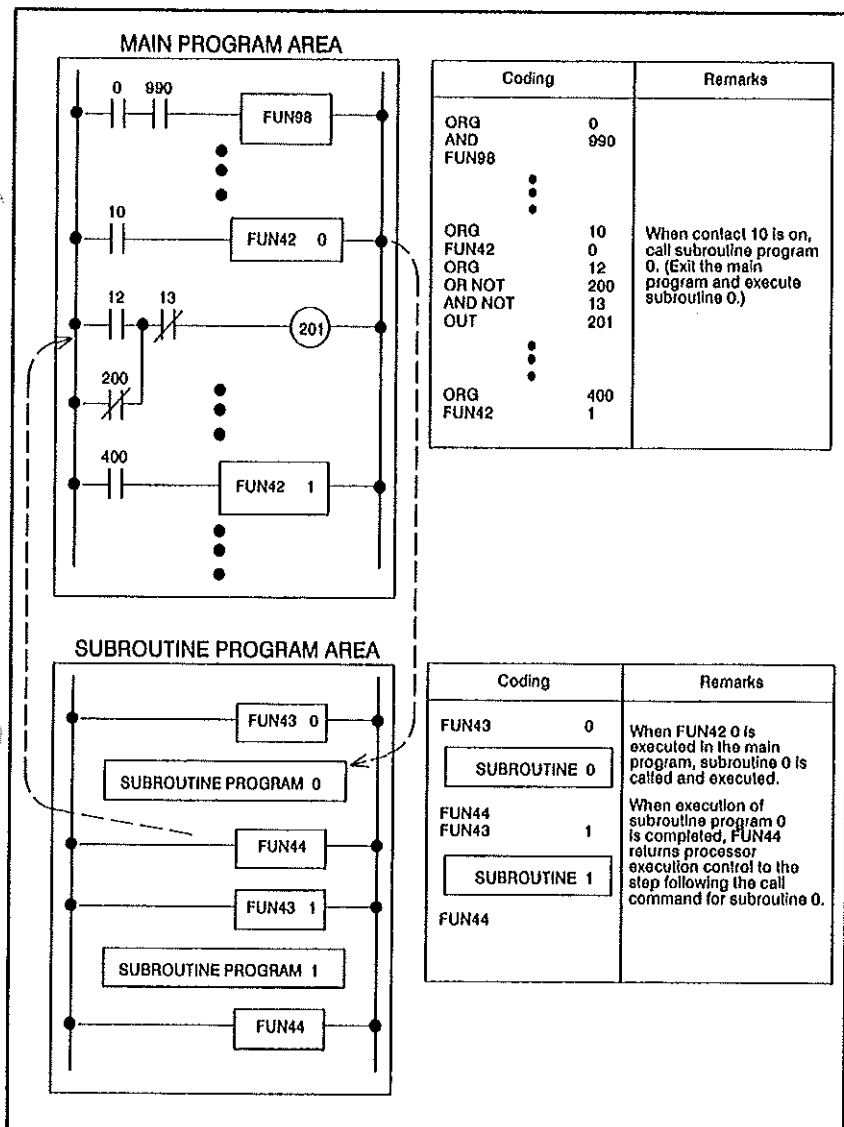 MAIN PROGRAM AREA
0 990
FUN98
10
FUN42 0
12 13
201
200
400
FUN42 1
Coding Remarks
ORG 0
AND 990
FUN98
ORG 10
FUN42 0
ORG 12
OR NOT 200
AND NOT 13
OUT 201
ORG 400
FUN42 1
When contact 10 is on,
call subroutine program
0. (Exit the main
program and execute
subroutine 0.)
SUBROUTINE PROGRAM AREA
FUN43 0
SUBROUTINE PROGRAM 0
FUN44
FUN43 1
SUBROUTINE PROGRAM 1
FUN44
Coding Remarks
FUN43 0
SUBROUTINE 0
FUN44
FUN43 1
SUBROUTINE 1
FUN44
When FUN42 0 is
executed in the main
program, subroutine 0 is
called and executed.
When execution of
subroutine program 0
is completed, FUN44
returns processor
execution control to the
step following the call
command for subroutine 0.